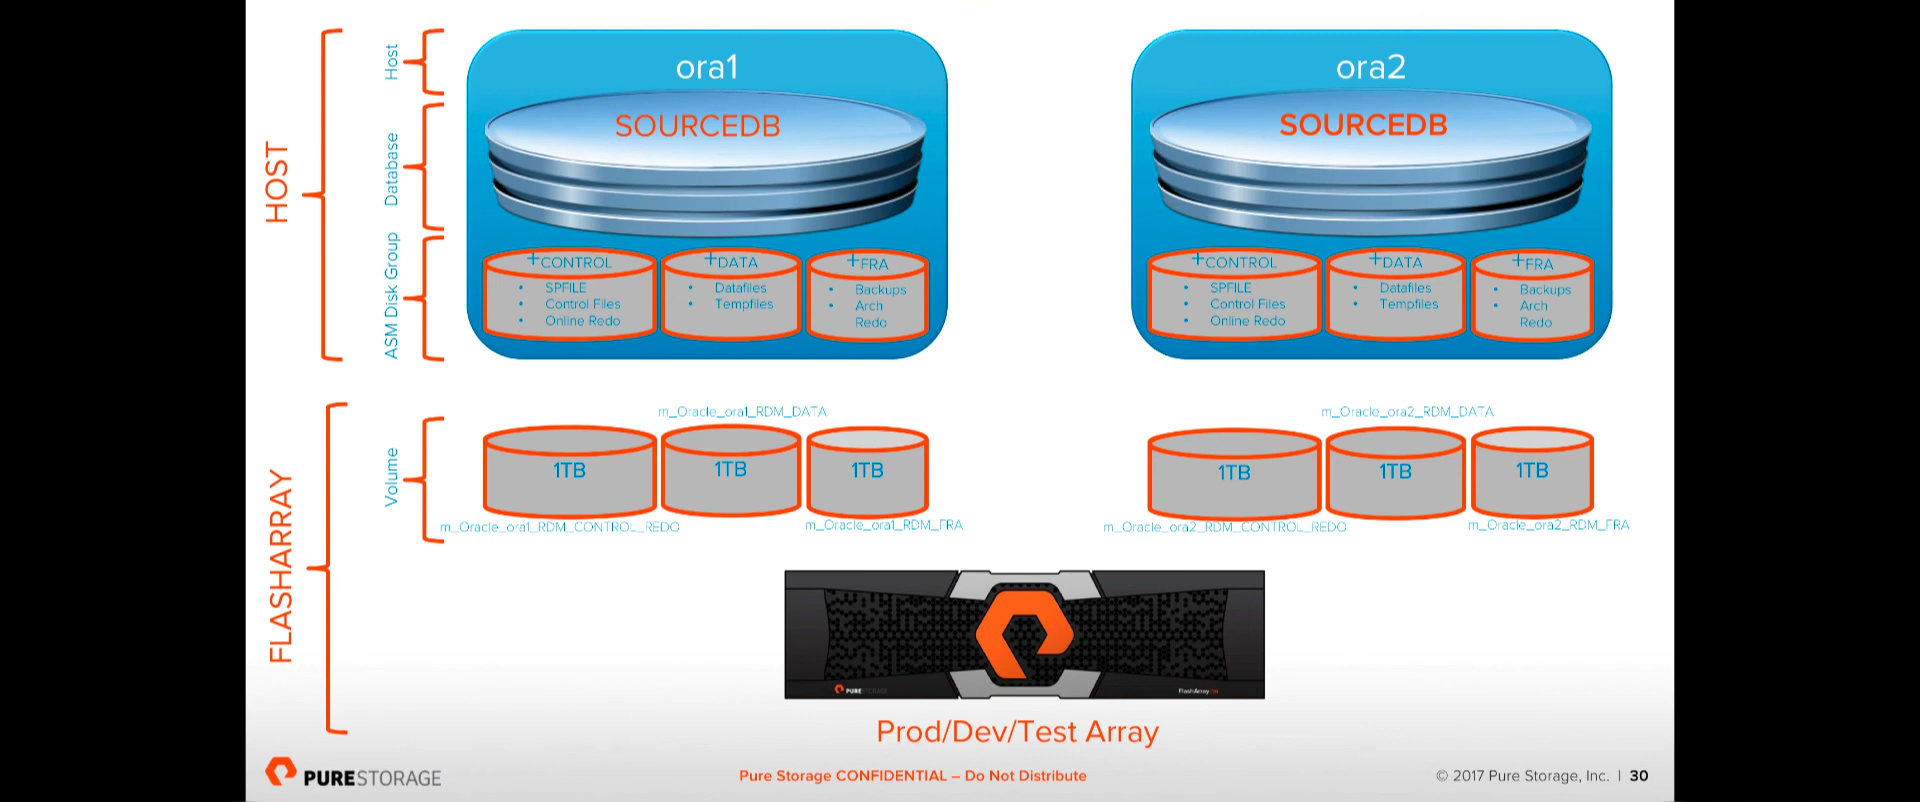 HOST
Host
Database
ASM Disk Group
ora1
SOURCEDB
+CONTROL
• SPFILE
• Control Files
• Online Redo
+DATA
• Datafiles
• Tempfiles
+FRA
• Backups
• Arch
Redo
ora2
SOURCEDB
+CONTROL
• SPFILE
• Control Files
• Online Redo
+DATA
• Datafiles
• Tempfiles
+FRA
• Backups
• Arch
Redo
FLASHARRAY
Volume
m_Oracle_ora1_RDM_DATA
1TB
1TB
1TB
m_Oracle_ora1_RDM_CONTROL_REDO
m_Oracle_ora1_RDM_FRA
m_Oracle_ora2_RDM_DATA
1TB
1TB
1TB
m_Oracle_ora2_RDM_CONTROL_REDO
m_Oracle_ora2_RDM_FRA
PURESTORAGE
FlashArray
Prod/Dev/Test Array
PURESTORAGE
Pure Storage CONFIDENTIAL – Do Not Distribute
© 2017 Pure Storage, Inc. | 30